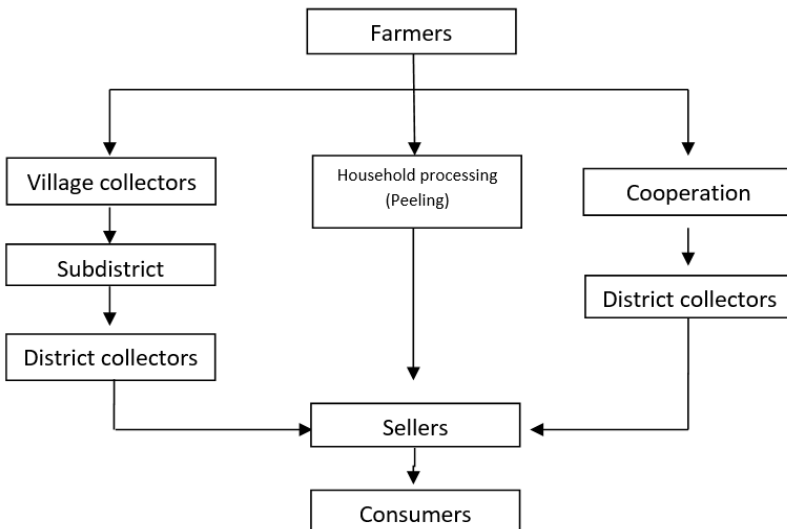 Farmers
Village collectors
Household processing
(Peeling)
Cooperation
Subdistrict
District collectors
District collectors
Sellers
Consumers